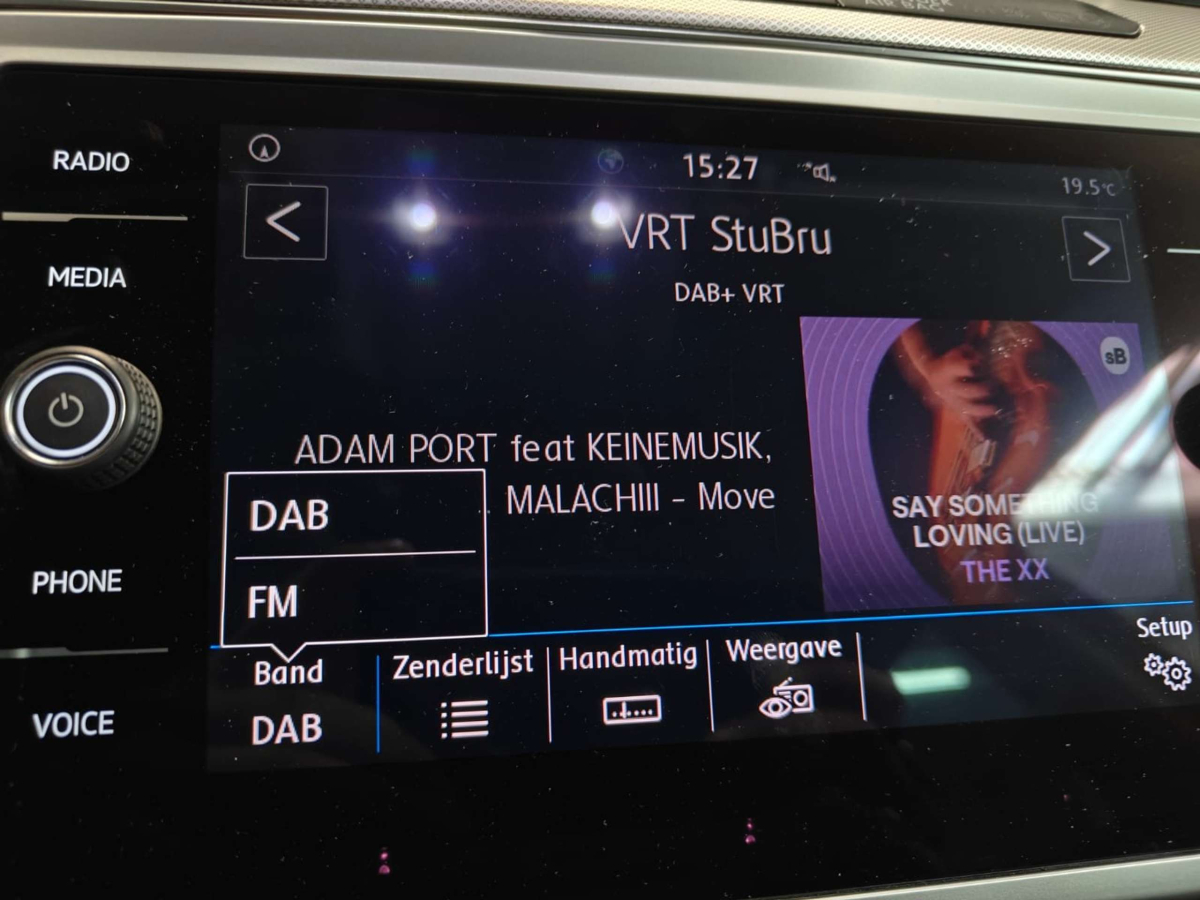 RADIO
MEDIA
PHONE
VOICE
15:27
19.5°C
<
VRT StuBru
>
DAB+ VRT
sB
ADAM PORT feat KEINEMUSIK,
MALACHIII - Move
SAY SOMETHING
LOVING (LIVE)
THE XX
DAB
FM
Band
DAB
Zenderlijst
Handmatig
Weergave
Setup